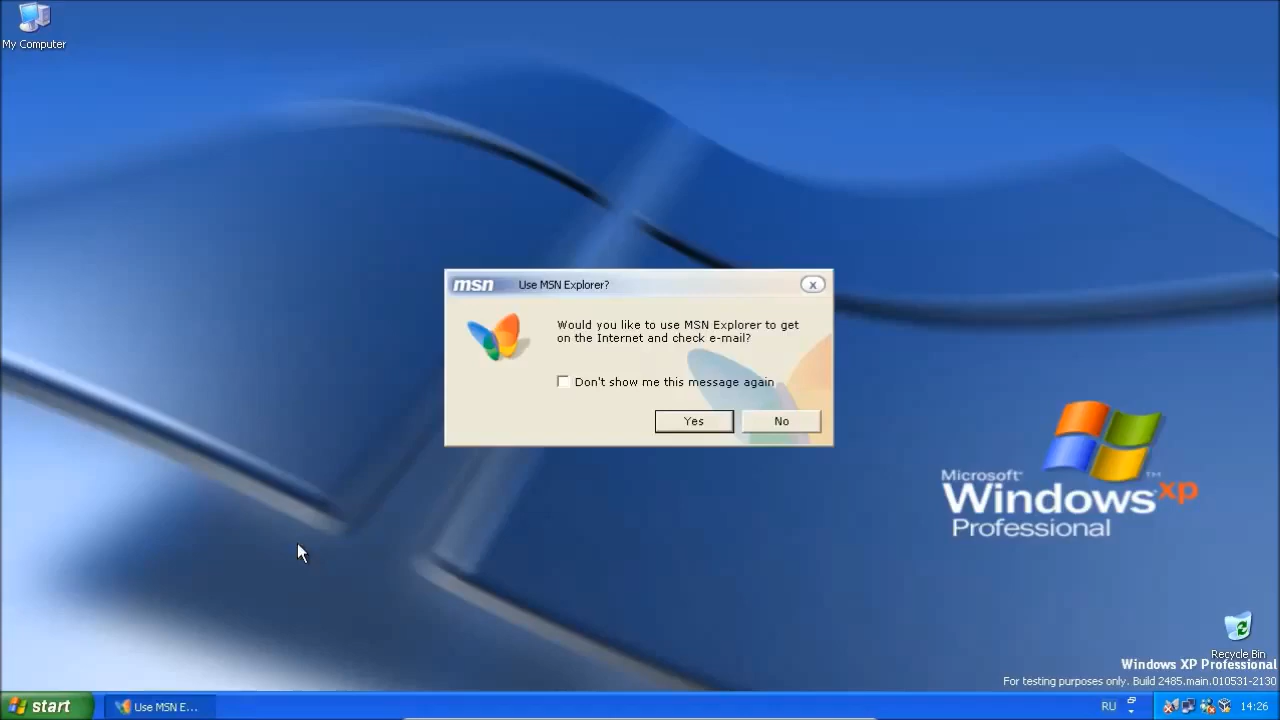 My Computer
msn Use MSN Explorer? x
Would you like to use MSN Explorer to get
on the Internet and check e-mail?
Don't show me this message again
Yes No
Microsoft
Windows xp
Professional
TM
Recycle Bin
Windows XP Professional
For testing purposes only. Build 2485.main.010531-2130
start Use MSN E... RU 14:26